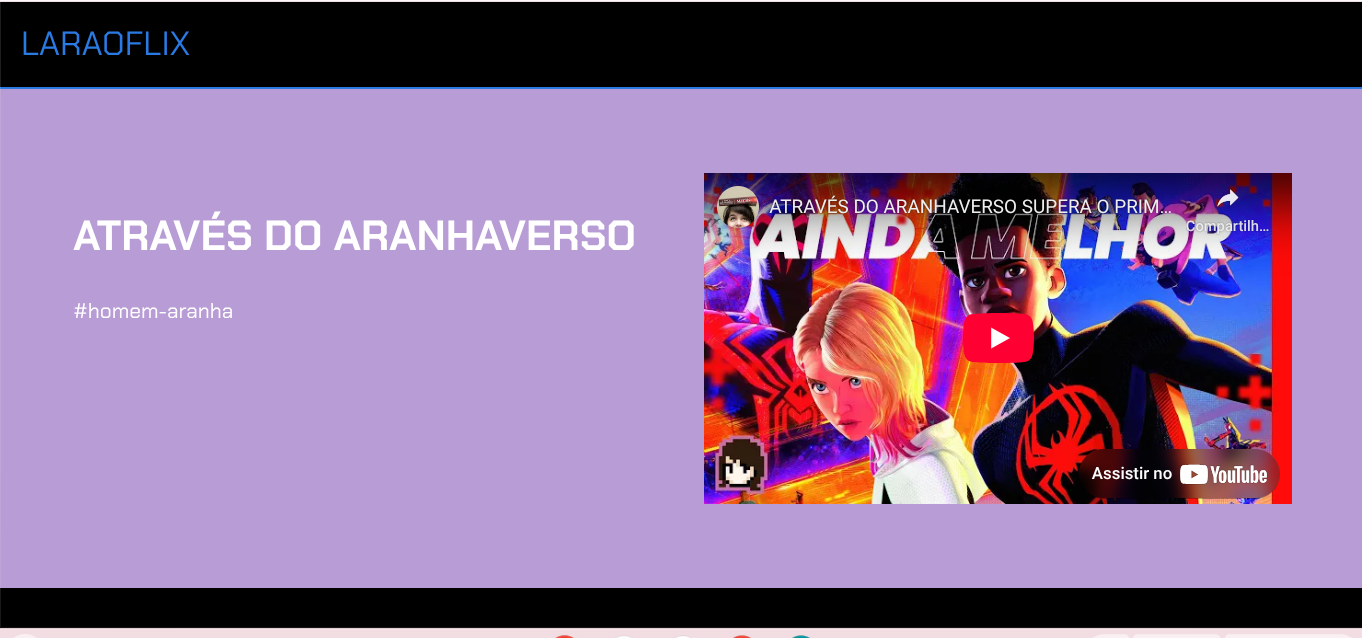 LARAOFLIX
ATRAVÉS DO ARANHAVERSO
#homem-aranha
ATRAVÉS DO ARANHAVERSO SUPERA O PRIM...
Compartilh...
AINDA MELHOR
Assistir no YouTube